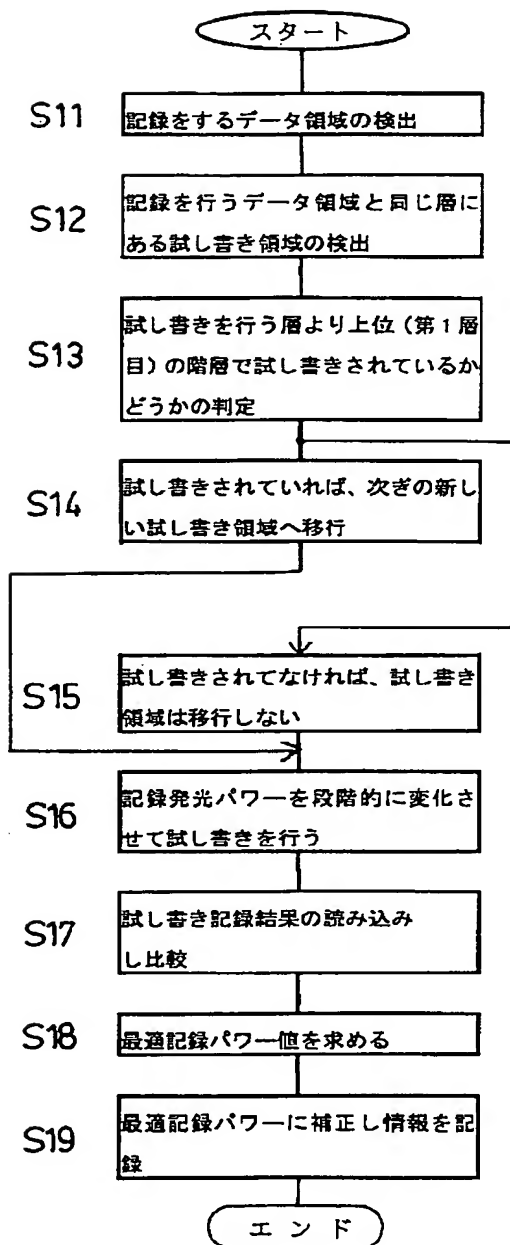 スタート
S11
記録をするデータ領域の検出
S12
記録を行うデータ領域と同じ層に
ある試し書き領域の検出
S13
試し書きを行う層より上位（第１層
目）の階層で試し書きされているか
どうかの判定
S14
試し書きされていれば、次ぎの新し
い試し書き領域へ移行
S15
試し書きされてなければ、試し書き
領域は移行しない
S16
記録発光パワーを段階的に変化さ
せて試し書きを行う
S17
試し書き記録結果の読み込み
し比較
S18
最適記録パワー値を求める
S19
最適記録パワーに補正し情報を記
録
エンド